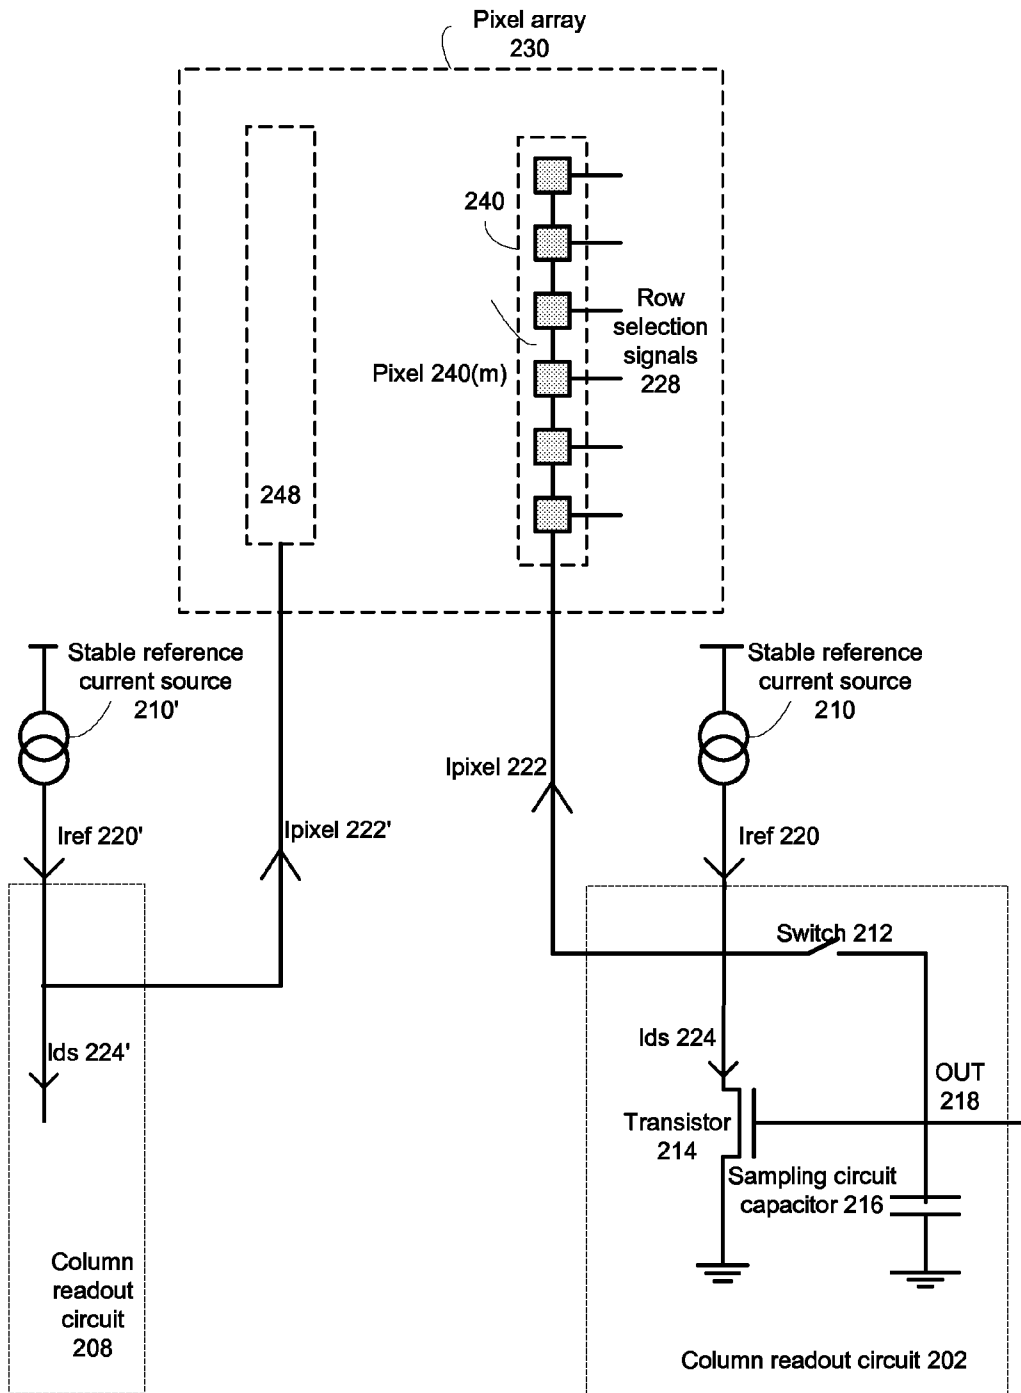 Pixel array
230
240
Row
selection
signals
228
Pixel 240(m)
248
Stable reference
current source
210'
Stable reference
current source
210
Ipixel 222
Iref 220'
Ipixel 222'
Iref 220
Switch 212
Ids 224'
Ids 224
OUT
218
Transistor
214
Sampling circuit
capacitor 216
Column
readout
circuit
208
Column readout circuit 202